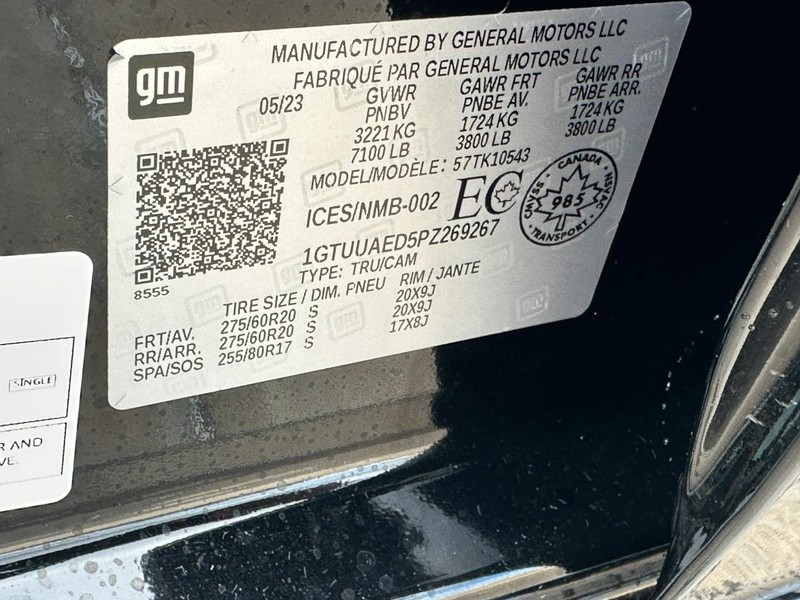 gm
MANUFACTURED BY GENERAL MOTORS LLC
FABRIQUÉ PAR GENERAL MOTORS LLC
05/23
GVWR GAWR FRT GAWR RR
PNBV PNBE AV. PNBE ARR.
3221 KG 1724 KG 1724 KG
7100 LB 3800 LB 3800 LB
MODEL/MODÈLE: 57TK10543
ICES/NMB-002 EC
CANADA
CMVSS 985 NSVAC
TRANSPORT
1GTUUAED5PZ269267
TYPE: TRU/CAM
8555
TIRE SIZE / DIM. PNEU RIM / JANTE
FRT/AV. 275/60R20 S 20X9J
RR/ARR. 275/60R20 S 20X9J
SPA/SOS 255/80R17 S 17X8J
SINGLE
AND